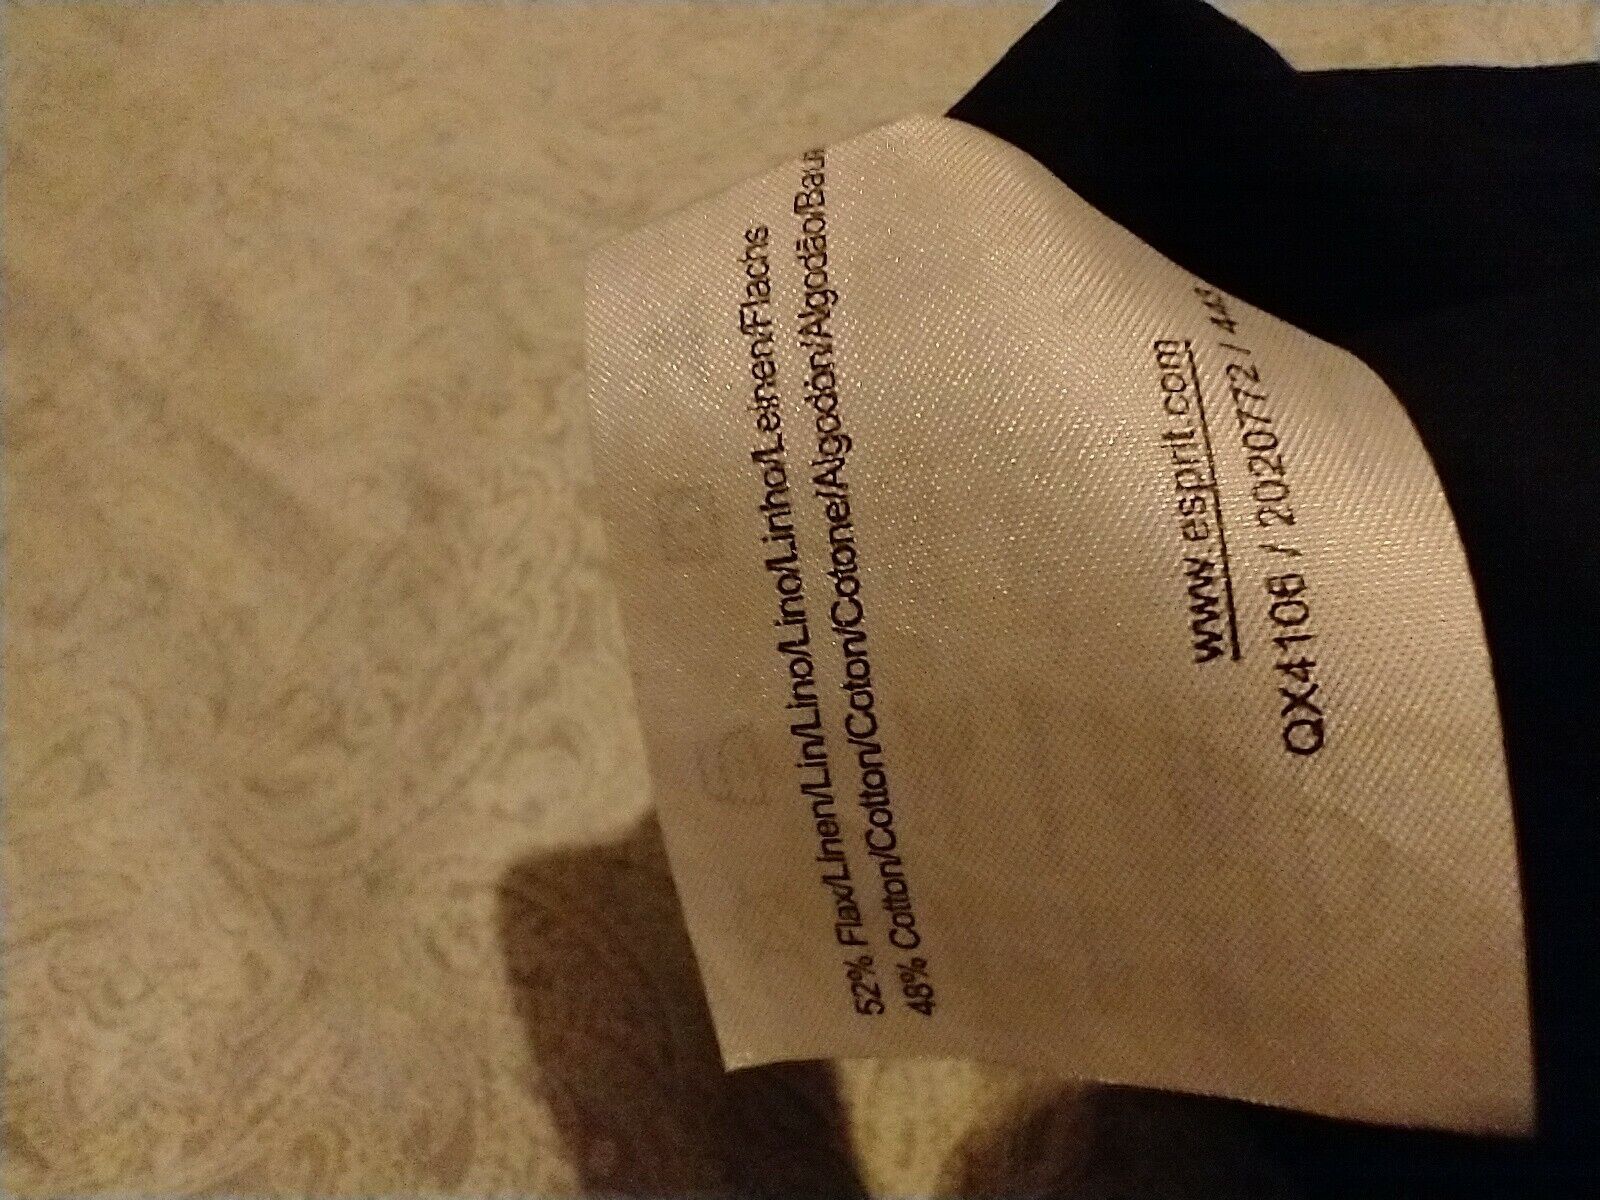 52% Flax/Linen/Lin/Lino/Lino/Linho/Leinen/Flachs
48% Cotton/Cotton/Coton/Cotone/Algodón/Algodão/Baum
www.esprit.com
QX4106 / 2020772 /